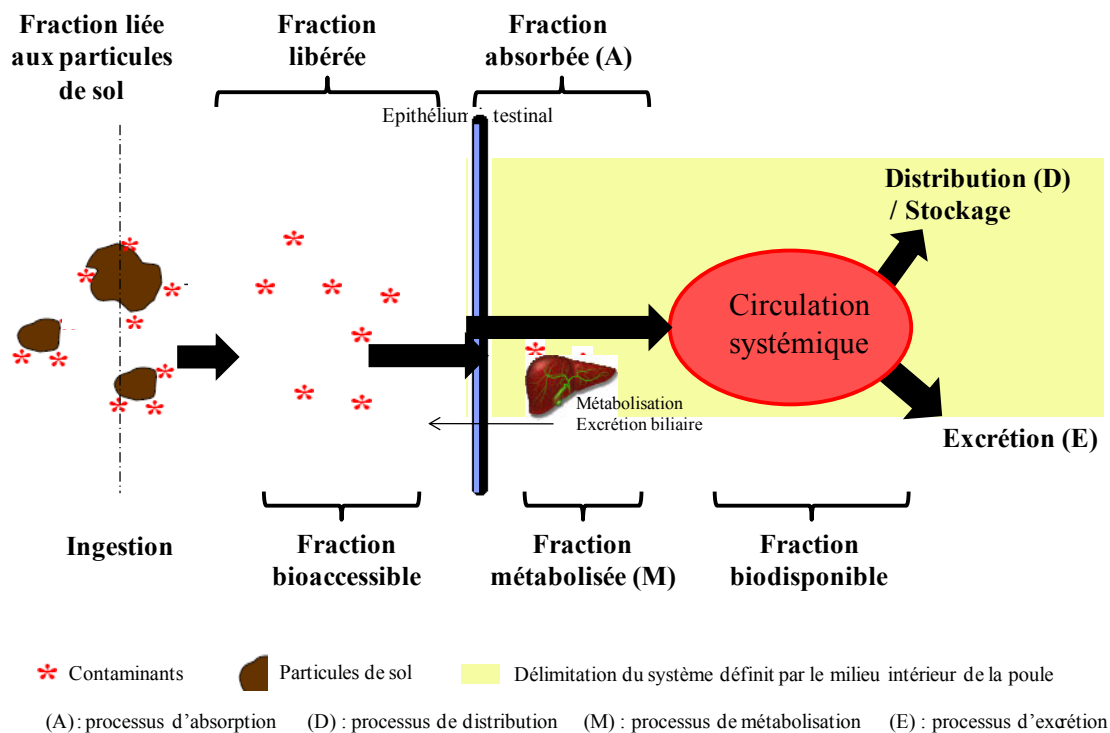 Fraction liée
aux particules
de sol
Fraction
libérée
Fraction
absorbée (A)
Epithélium testinal
Distribution (D)
/ Stockage
Circulation
systémique
Métabolisation
Excrétion biliaire
Excrétion (E)
Ingestion
Fraction
bioaccessible
Fraction
métabolisée (M)
Fraction
biodisponible
Contaminants
Particules de sol
Délimitation du système définit par le milieu intérieur de la poule
(A) : processus d'absorption (D) : processus de distribution (M) : processus de métabolisation (E) : processus d'excrétion